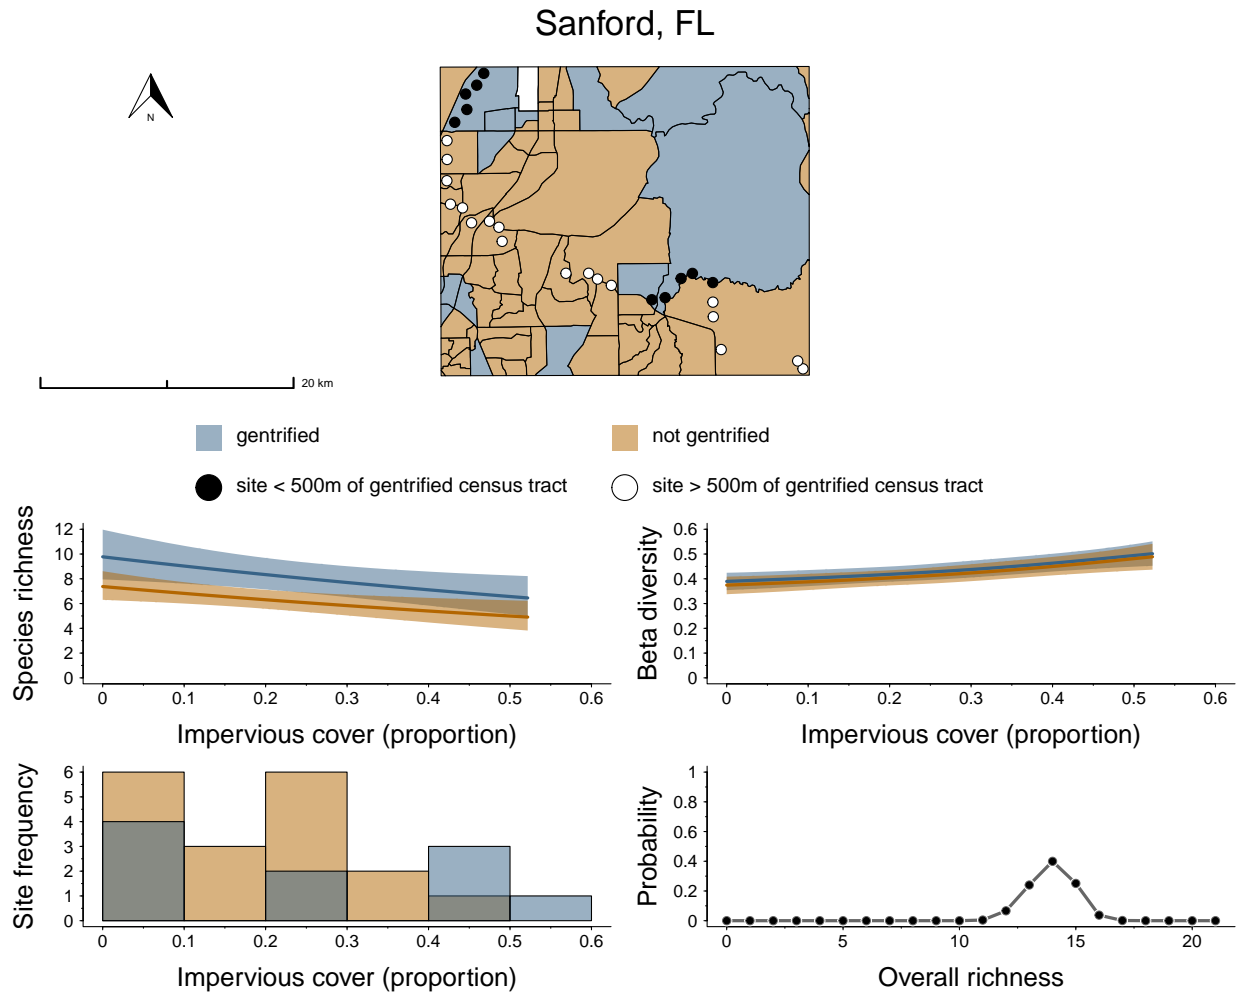 Sanford, FL
N
20 km
gentrified
not gentrified
site < 500m of gentrified census tract
site > 500m of gentrified census tract
Species richness
12
10
8
6
4
2
0
0 0.1 0.2 0.3 0.4 0.5 0.6
Impervious cover (proportion)
Beta diversity
0.6
0.5
0.4
0.3
0.2
0.1
0
0 0.1 0.2 0.3 0.4 0.5 0.6
Impervious cover (proportion)
Site frequency
6
5
4
3
2
1
0
0 0.1 0.2 0.3 0.4 0.5 0.6
Impervious cover (proportion)
Probability
1
0.8
0.6
0.4
0.2
0
0 5 10 15 20
Overall richness